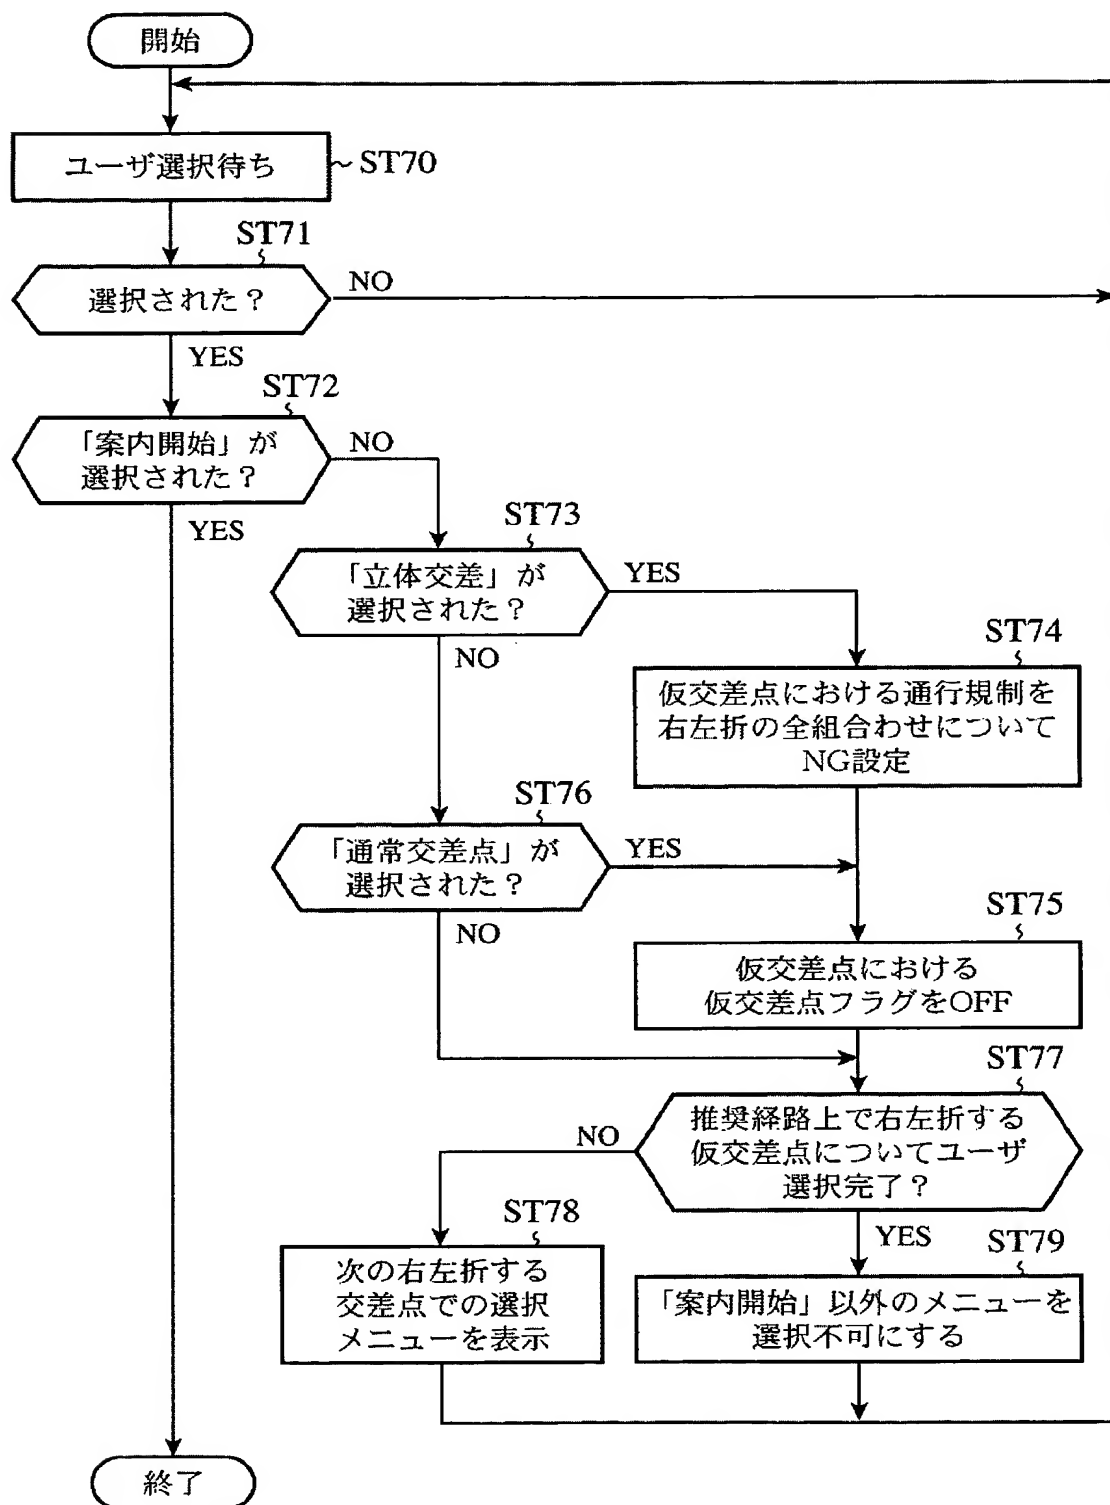 開始
ユーザ選択待ち
ST70
ST71
選択された？
NO
YES
ST72
「案内開始」が
選択された？
NO
YES
ST73
「立体交差」が
選択された？
YES
NO
ST74
仮交差点における通行規制を
右左折の全組合わせについて
NG設定
ST76
「通常交差点」が
選択された？
YES
NO
ST75
仮交差点における
仮交差点フラグをOFF
ST77
推奨経路上で右左折する
仮交差点についてユーザ
選択完了？
NO
YES
ST78
次の右左折する
交差点での選択
メニューを表示
ST79
「案内開始」以外のメニューを
選択不可にする
終了